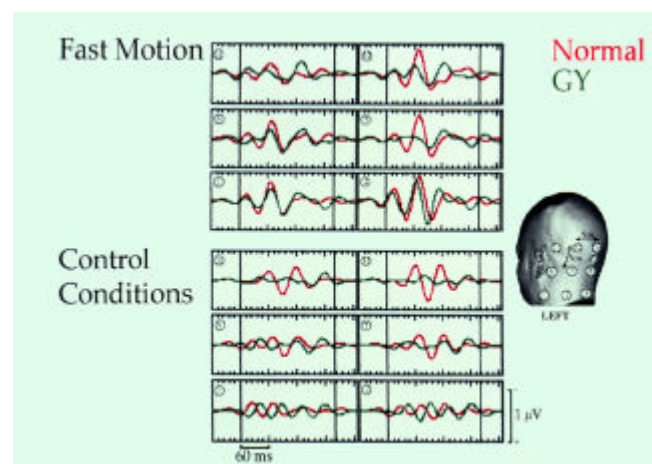 Fast Motion
Normal
GY
Control
Conditions
LEFT
1 µV
60 ms